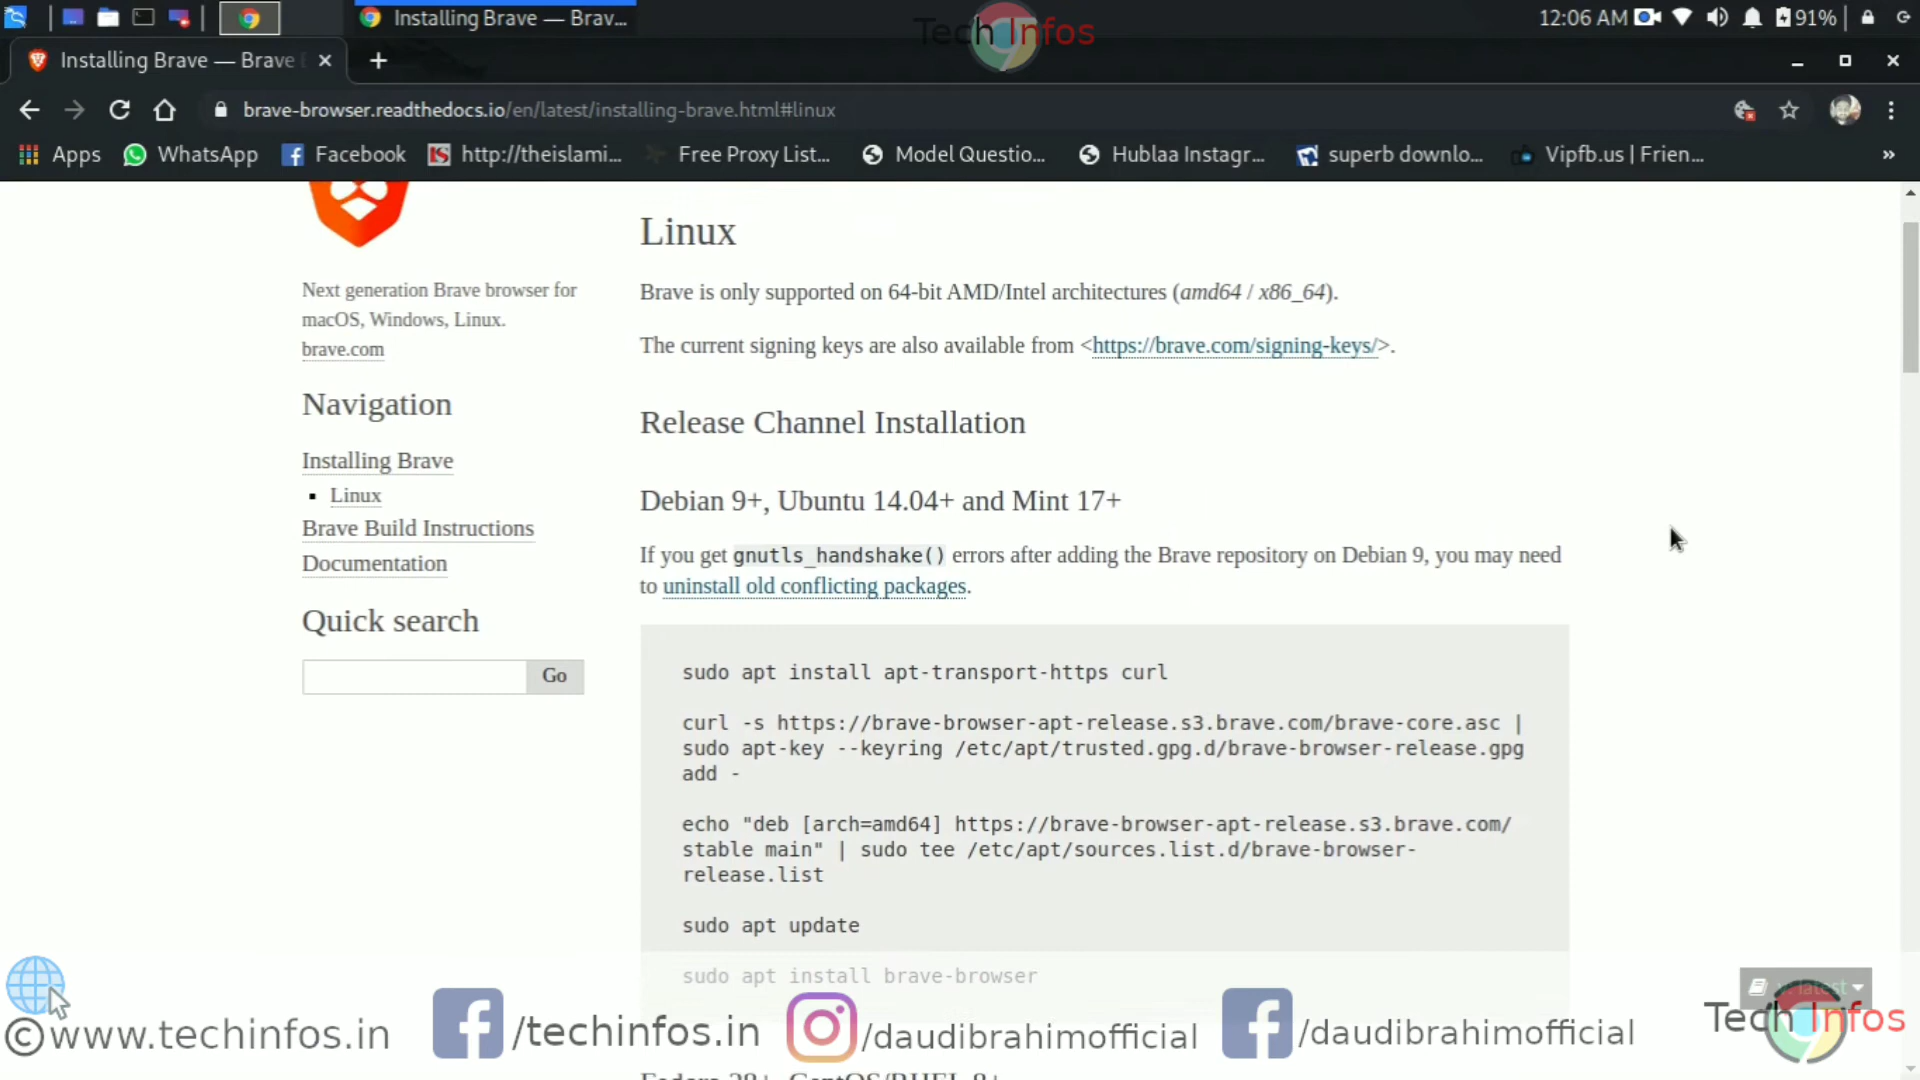 Installing Brave — Brav...
Tech Infos
12:06 AM
91%
Installing Brave — Brave
brave-browser.readthedocs.io/en/latest/installing-brave.html#linux
Apps
WhatsApp
Facebook
http://theislami...
Free Proxy List...
Model Questio...
Hublaa Instagr...
superb downlo...
Vipfb.us | Frien...
»
Next generation Brave browser for
macOS, Windows, Linux.
brave.com
Navigation
Installing Brave
Linux
Brave Build Instructions
Documentation
Quick search
Go
Linux
Brave is only supported on 64-bit AMD/Intel architectures (amd64 / x86_64).
The current signing keys are also available from <https://brave.com/signing-keys/>.
Release Channel Installation
Debian 9+, Ubuntu 14.04+ and Mint 17+
If you get gnutls_handshake() errors after adding the Brave repository on Debian 9, you may need
to uninstall old conflicting packages.
sudo apt install apt-transport-https curl
curl -s https://brave-browser-apt-release.s3.brave.com/brave-core.asc |
sudo apt-key --keyring /etc/apt/trusted.gpg.d/brave-browser-release.gpg
add -
echo "deb [arch=amd64] https://brave-browser-apt-release.s3.brave.com/
stable main" | sudo tee /etc/apt/sources.list.d/brave-browser-
release.list
sudo apt update
sudo apt install brave-browser
v: latest
©www.techinfos.in
/techinfos.in
/daudibrahimofficial
/daudibrahimofficial
Tech Infos
Fedora 28+, CentOS/RHEL 8+